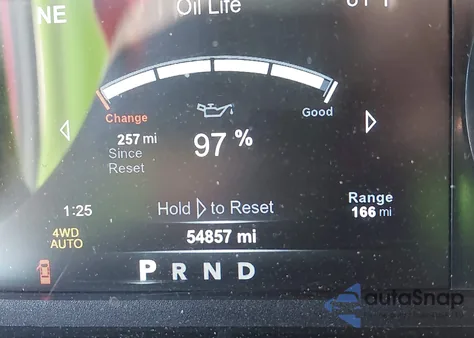 NE
Oil Life
Change
Good
257 mi
Since
Reset
97 %
Hold ▷ to Reset
Range
166 mi
1:25
4WD
AUTO
54857 mi
P R N D
autoSnap